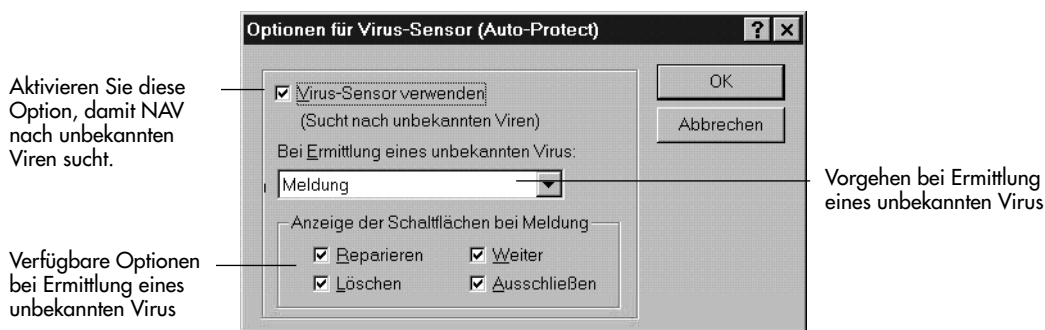 Optionen für Virus-Sensor (Auto-Protect)
Aktivieren Sie diese
Option, damit NAV
nach unbekannten
Viren sucht.
Virus-Sensor verwenden
(Sucht nach unbekannten Viren)
OK
Abbrechen
Bei Ermittlung eines unbekannten Virus:
Meldung
Vorgehen bei Ermittlung
eines unbekannten Virus
Anzeige der Schaltflächen bei Meldung
Reparieren
Weiter
Löschen
Ausschließen
Verfügbare Optionen
bei Ermittlung eines
unbekannten Virus